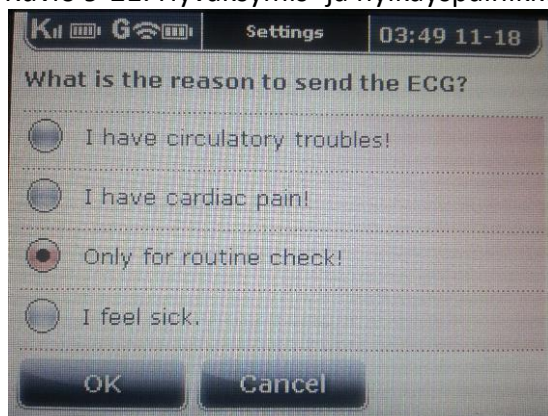 Settings
03:49 11-18
What is the reason to send the ECG?
I have circulatory troubles!
I have cardiac pain!
Only for routine check!
I feel sick.
OK
Cancel